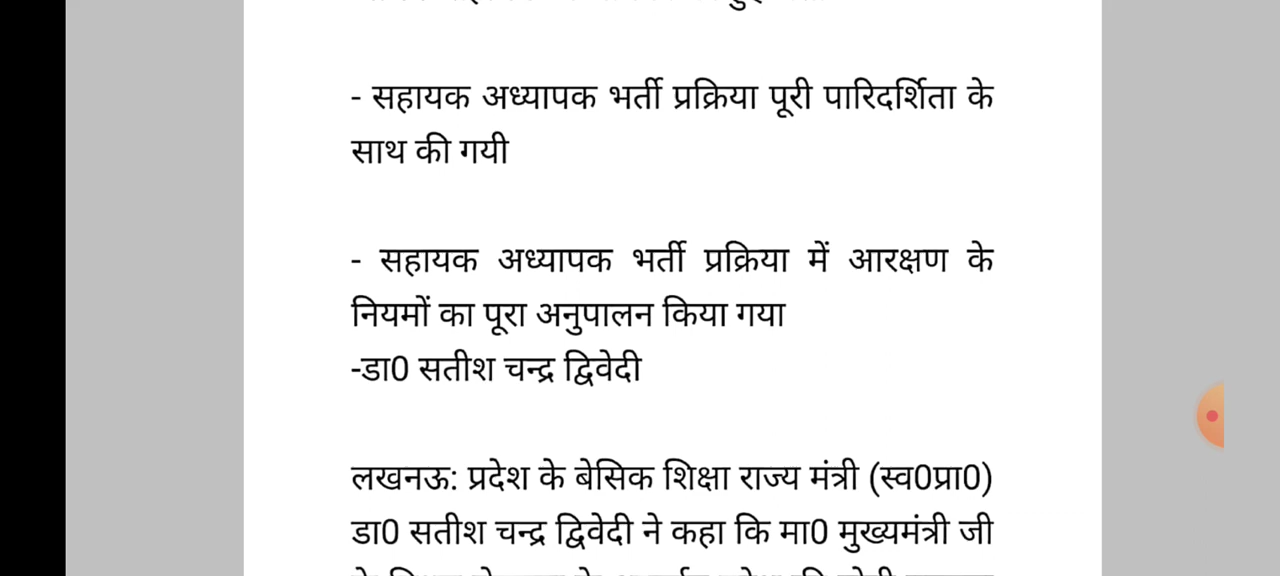 - सहायक अध्यापक भर्ती प्रक्रिया पूरी पारिदर्शिता के
साथ की गयी
- सहायक अध्यापक भर्ती प्रक्रिया में आरक्षण के
नियमों का पूरा अनुपालन किया गया
-डा0 सतीश चन्द्र द्विवेदी
लखनऊ: प्रदेश के बेसिक शिक्षा राज्य मंत्री (स्व0प्रा0)
डा0 सतीश चन्द्र द्विवेदी ने कहा कि मा0 मुख्यमंत्री जी